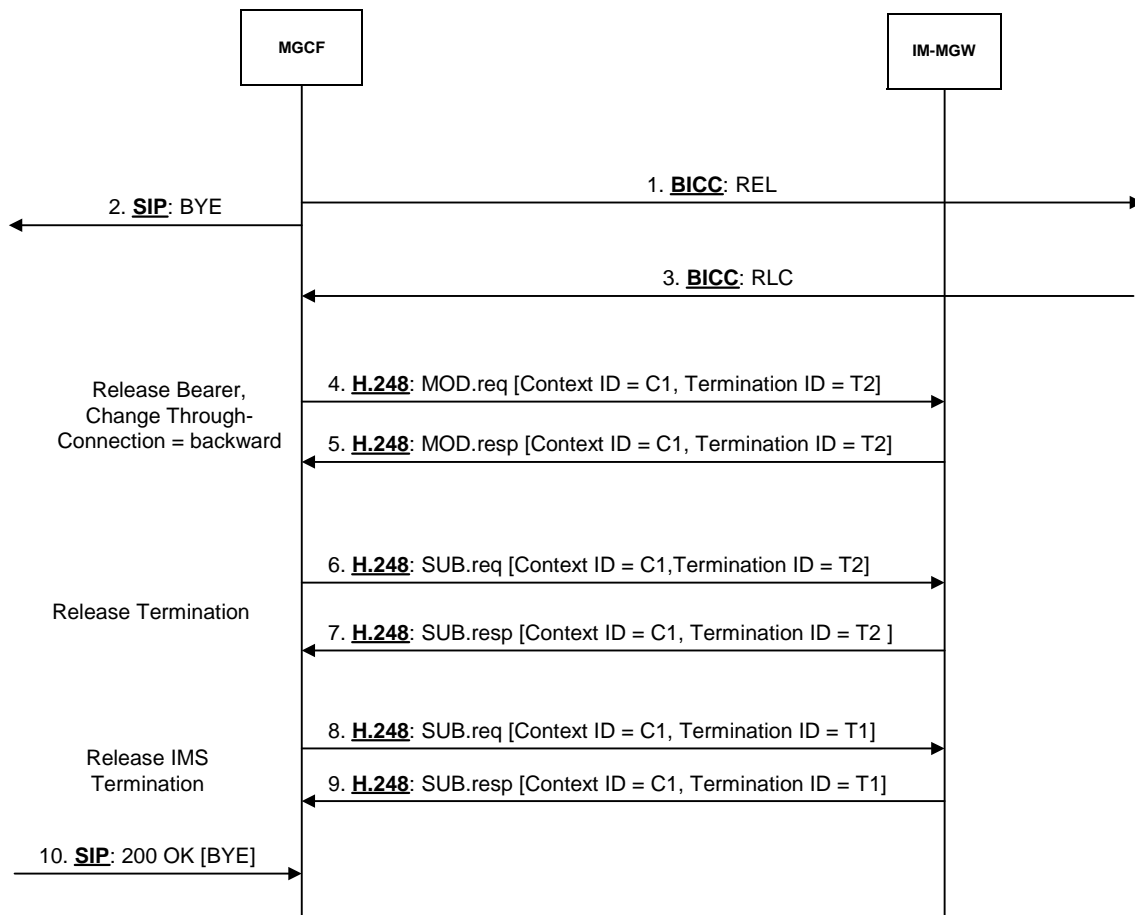 MGCF
IM-MGW
1. BICC: REL
2. SIP: BYE
3. BICC: RLC
Release Bearer,
Change Through-
Connection = backward
4. H.248: MOD.req [Context ID = C1, Termination ID = T2]
5. H.248: MOD.resp [Context ID = C1, Termination ID = T2]
6. H.248: SUB.req [Context ID = C1,Termination ID = T2]
Release Termination
7. H.248: SUB.resp [Context ID = C1, Termination ID = T2 ]
8. H.248: SUB.req [Context ID = C1, Termination ID = T1]
Release IMS
Termination
9. H.248: SUB.resp [Context ID = C1, Termination ID = T1]
10. SIP: 200 OK [BYE]